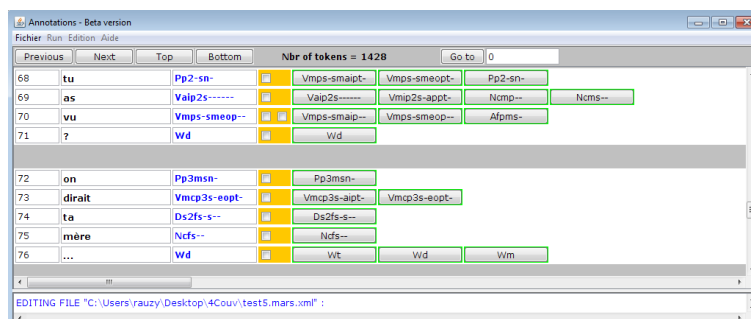 Annotations - Beta version
Fichier Run Edition Aide
Previous Next Top Bottom Nbr of tokens = 1428 Go to 0
68 tu Pp2-sn- Vmps-smaipt- Vmps-smeopt- Pp2-sn-
69 as Vaip2s------ Vaip2s------ Vmip2s-appt- Ncmp-- Ncms--
70 vu Vmps-smeop-- Vmps-smaip-- Vmps-smeop-- Afpms-
71 ? Wd Wd
72 on Pp3msn- Pp3msn-
73 dirait Vmcp3s-eopt- Vmcp3s-aipt- Vmcp3s-eopt-
74 ta Ds2fs-s-- Ds2fs-s--
75 mère Ncfs-- Ncfs--
76 ... Wd Wt Wd Wm
EDITING FILE "C:\Users\rauzy\Desktop\4Couv\test5.mars.xml" :